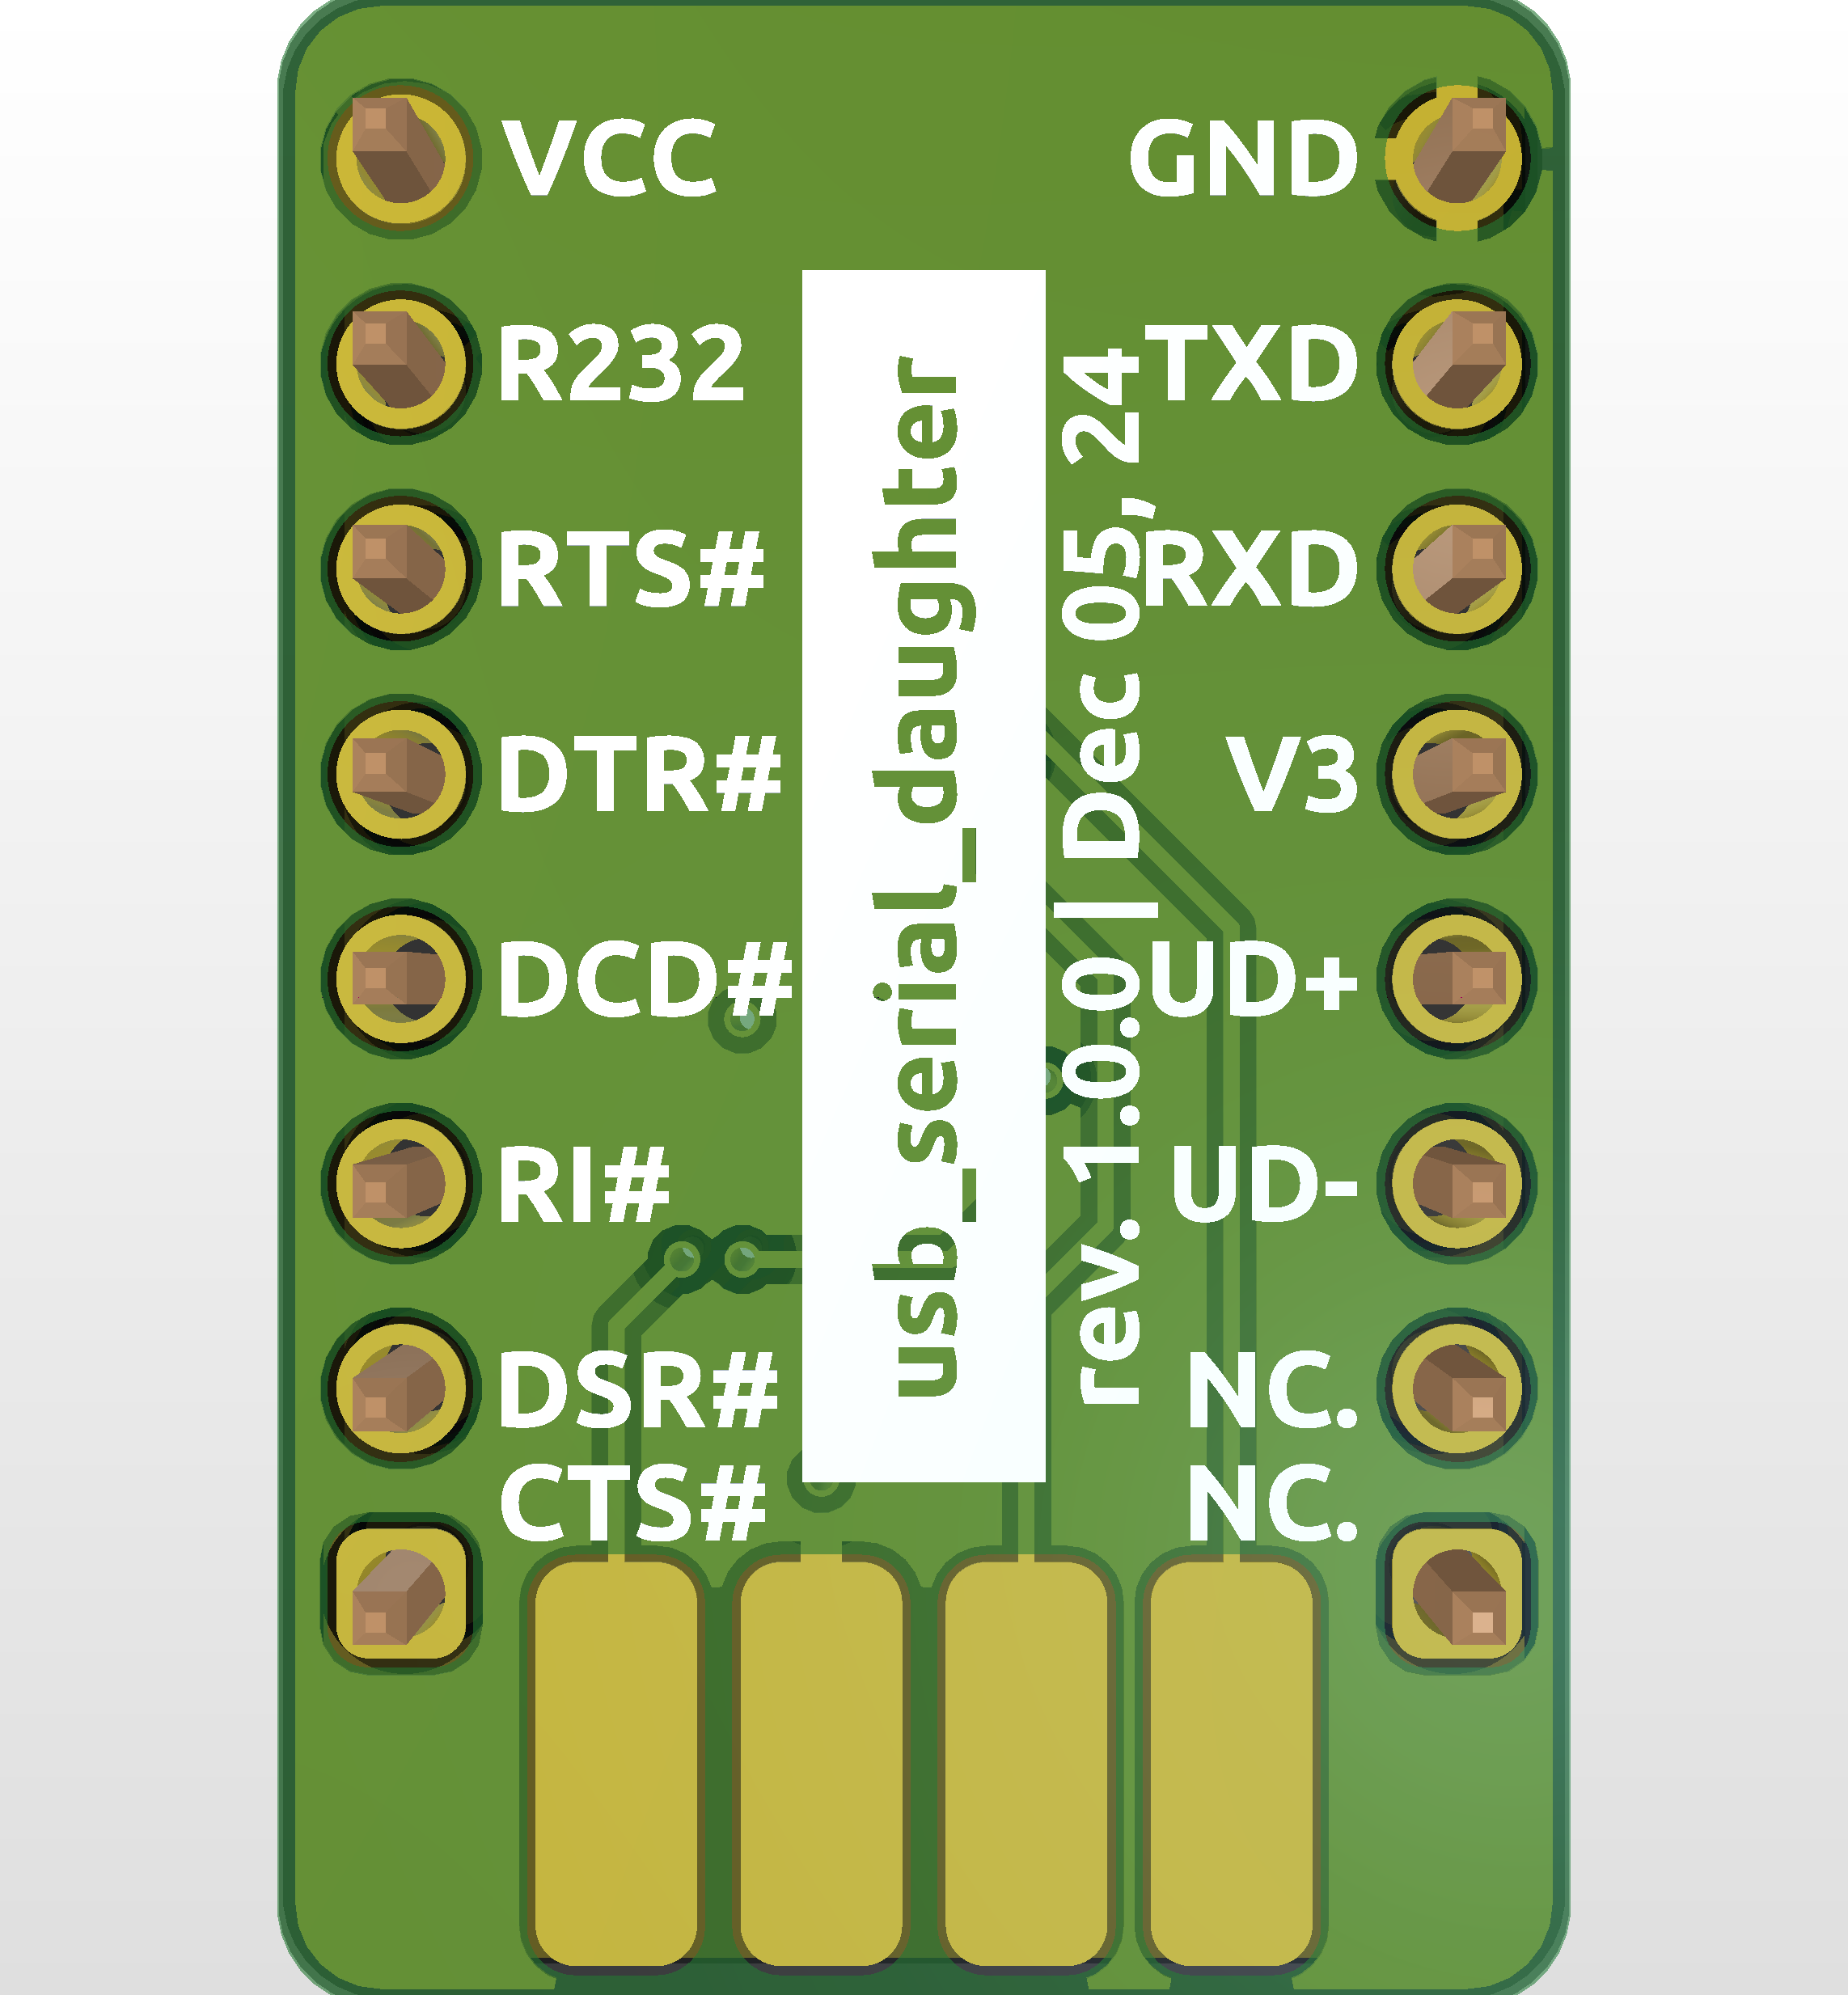 VCC
GND
R232
TXD
RTS#
RXD
DTR#
V3
DCD#
UD+
RI#
UD-
DSR#
NC.
CTS#
NC.
usb_serial_daughter
rev. 1.0.0 | Dec 05, 24